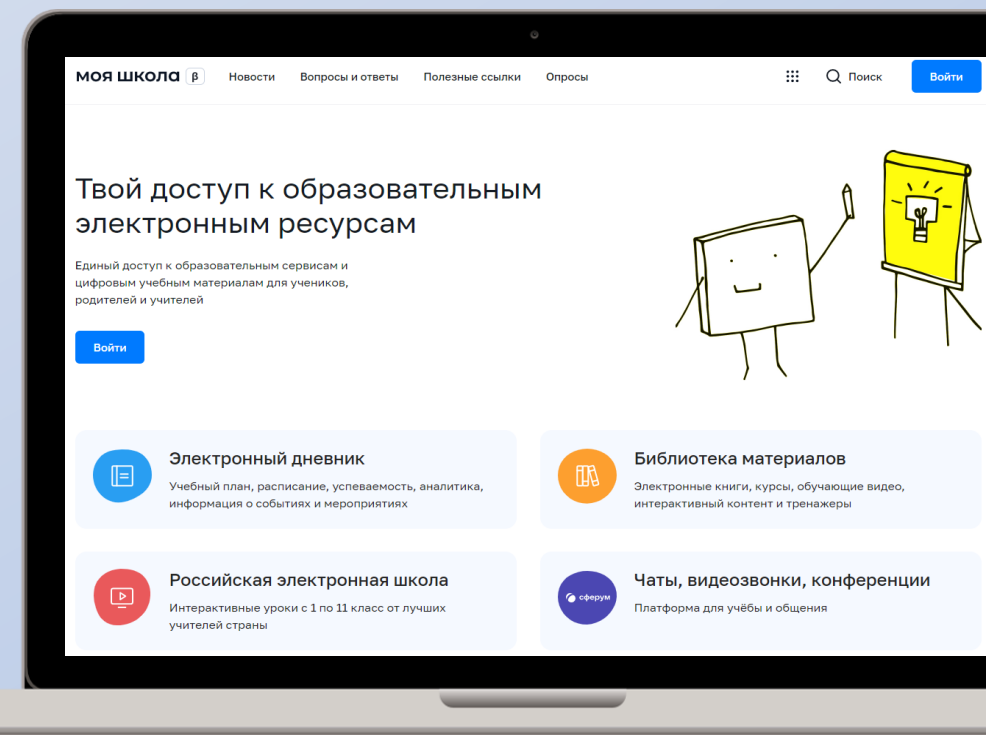 моя школа β Новости Вопросы и ответы Полезные ссылки Опросы Поиск Войти
Твой доступ к образовательным
электронным ресурсам
Единый доступ к образовательным сервисам и
цифровым учебным материалам для учеников,
родителей и учителей
Войти
Электронный дневник
Учебный план, расписание, успеваемость, аналитика,
информация о событиях и мероприятиях
Библиотека материалов
Электронные книги, курсы, обучающие видео,
интерактивный контент и тренажеры
Российская электронная школа
Интерактивные уроки с 1 по 11 класс от лучших
учителей страны
сферум
Чаты, видеозвонки, конференции
Платформа для учёбы и общения